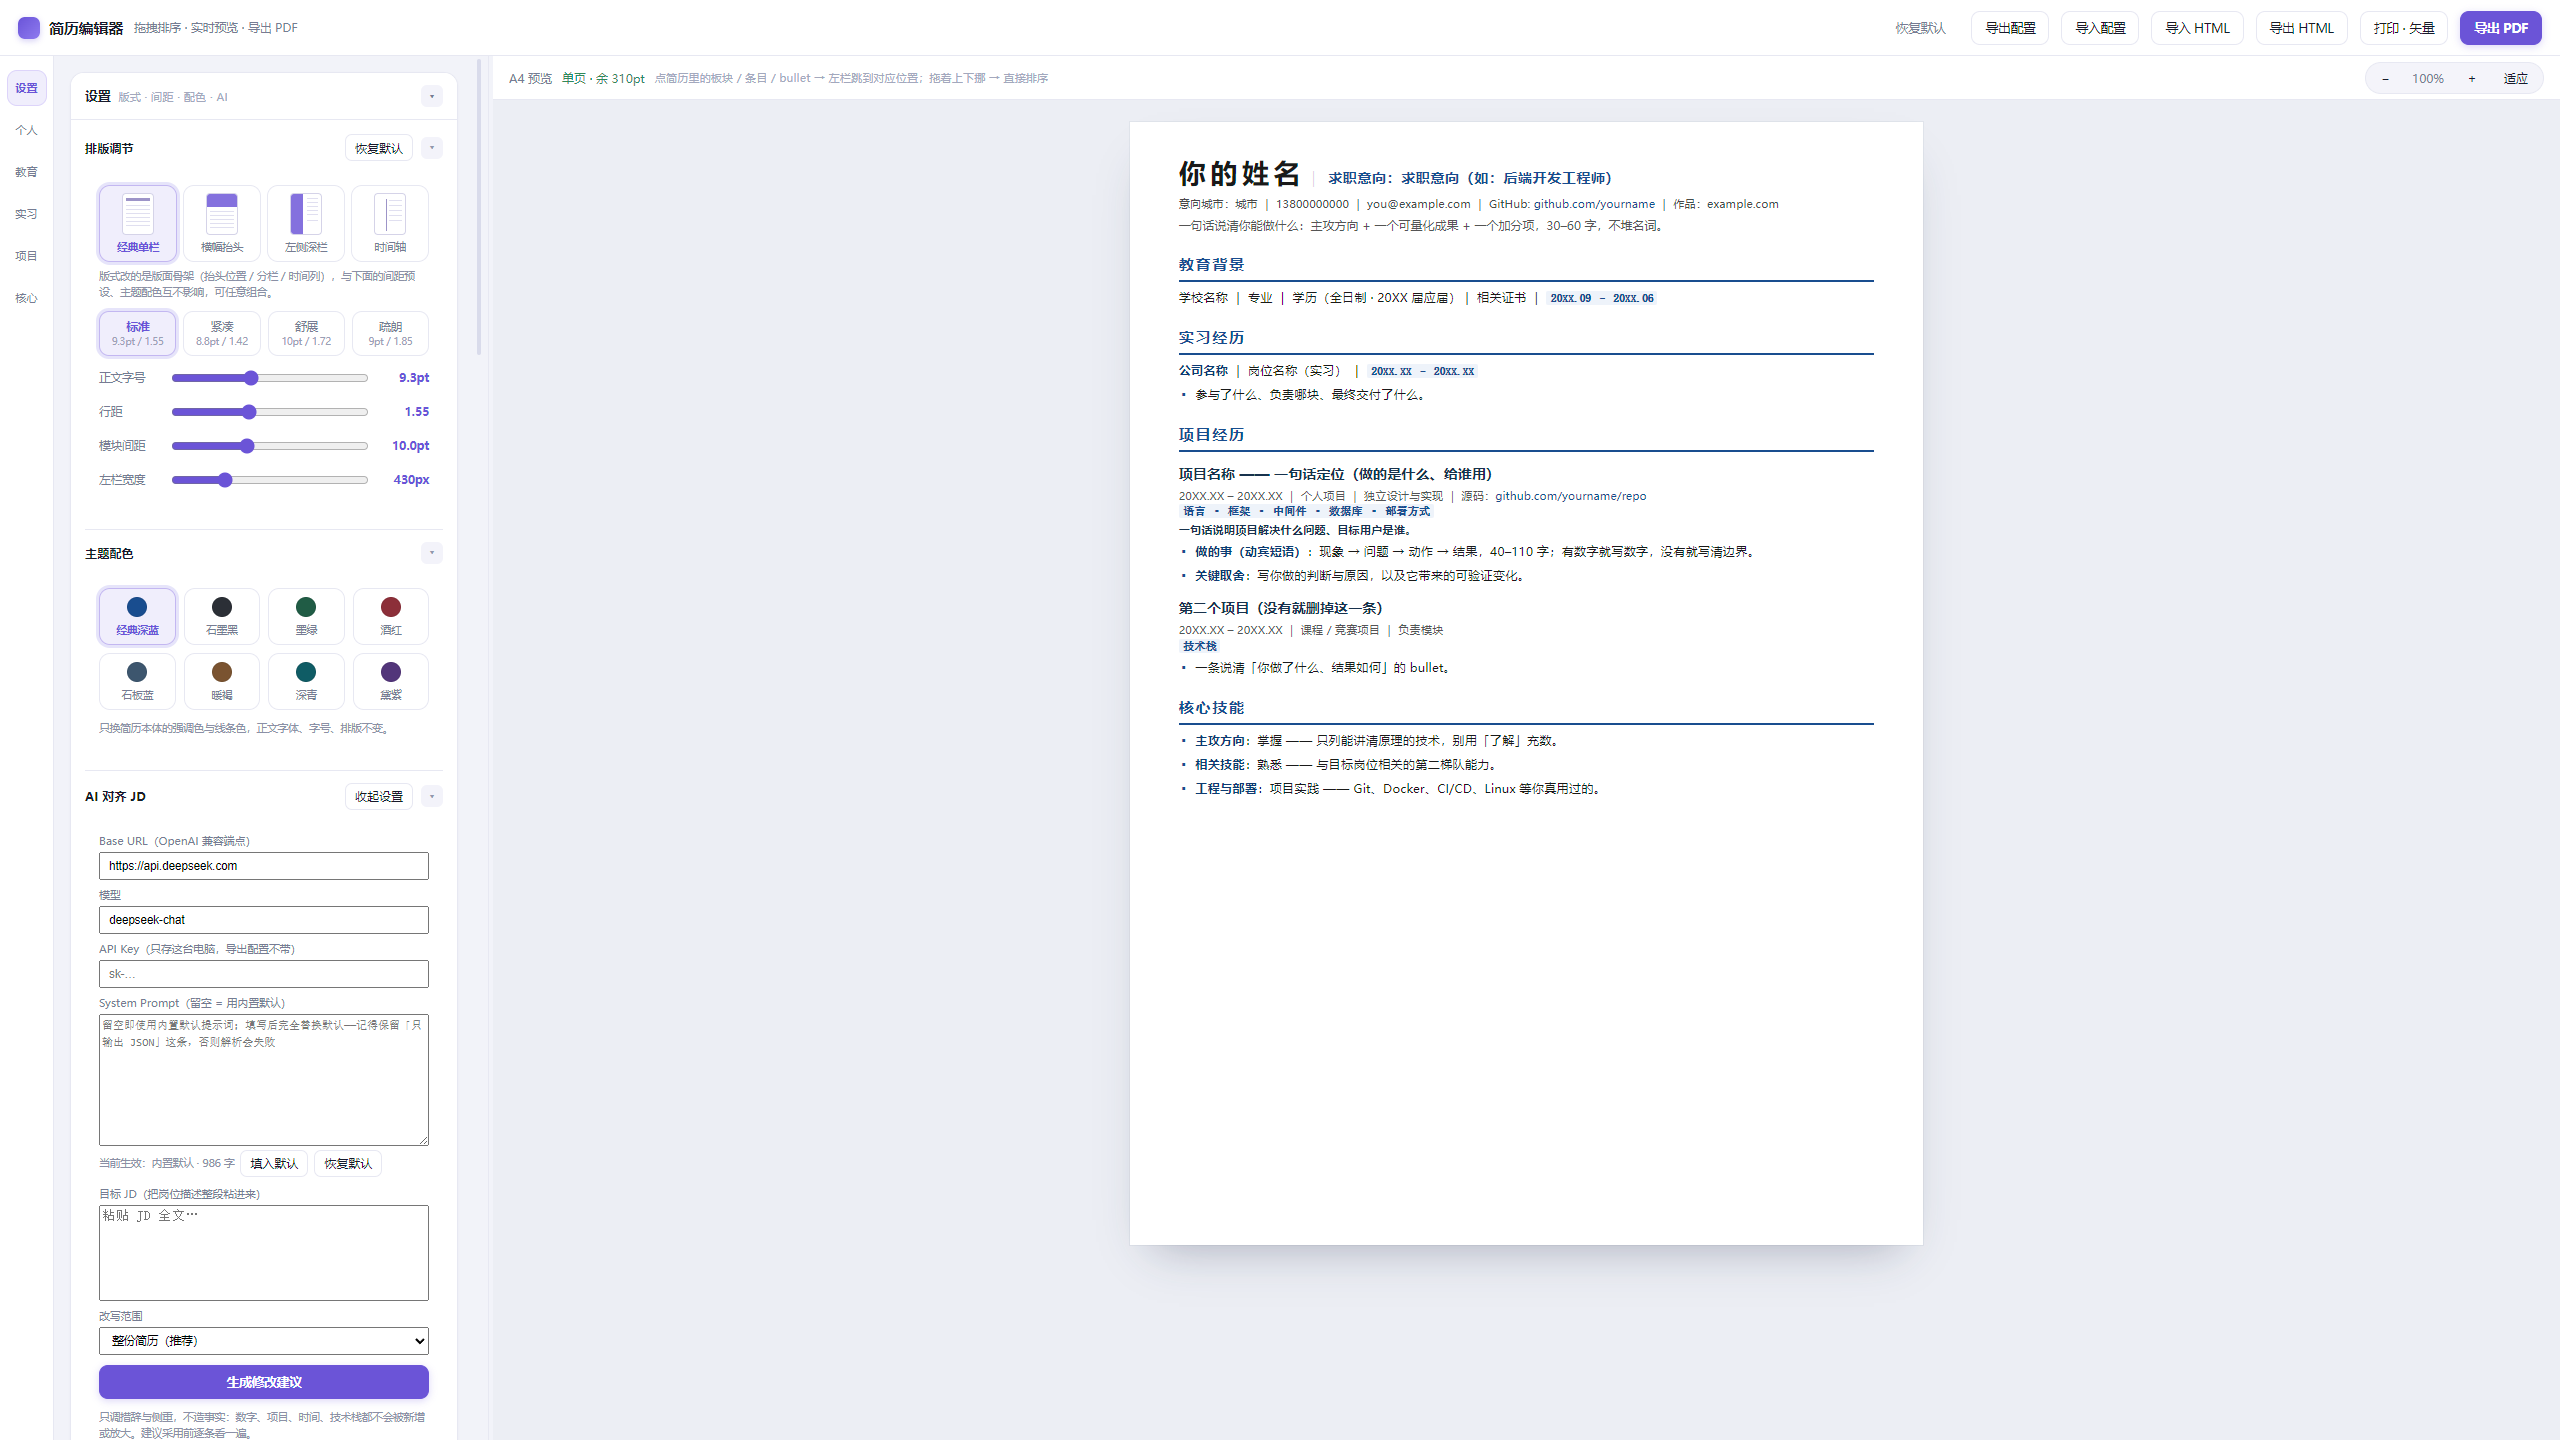 简历编辑器 拖拽排序 · 实时预览 · 导出 PDF
恢复默认 导出配置 导入配置 导入 HTML 导出 HTML 打印 · 矢量 导出 PDF
设置
个人
教育
实习
项目
核心
设置 版式 · 间距 · 配色 · AI
排版调节 恢复默认
经典单栏 横幅抬头 左侧深栏 时间轴
版式改的是版面骨架（抬头位置 / 分栏 / 时间列），与下面的间距预
设、主题配色互不影响，可任意组合。
标准 紧凑 舒展 疏朗
9.3pt / 1.55 8.8pt / 1.42 10pt / 1.72 9pt / 1.85
正文字号 9.3pt
行距 1.55
模块间距 10.0pt
左栏宽度 430px
主题配色
经典深蓝 石墨黑 墨绿 酒红
石板蓝 暖褐 深青 黛紫
只换简历本体的强调色与线条色，正文字体、字号、排版不变。
AI 对齐 JD 收起设置
Base URL（OpenAI 兼容端点）
https://api.deepseek.com
模型
deepseek-chat
API Key（只存这台电脑，导出配置不带）
sk-...
System Prompt（留空 = 用内置默认）
留空即使用内置默认提示词；填写后完全替换默认——记得保留「只
输出 JSON」这条，否则解析会失败
当前生效：内置默认 · 986 字 填入默认 恢复默认
目标 JD（把岗位描述整段粘进来）
粘贴 JD 全文…
改写范围
整份简历（推荐）
生成修改建议
只调措辞与侧重，不造事实：数字、项目、时间、技术栈都不会被新增
或放大。建议采用前逐条看一遍。
A4 预览 单页 · 余 310pt 点简历里的板块 / 条目 / bullet → 左栏跳到对应位置；拖着上下挪 → 直接排序
− 100% + 适应
你的姓名 求职意向：求职意向（如：后端开发工程师）
意向城市：城市 | 13800000000 | you@example.com | GitHub: github.com/yourname | 作品：example.com
一句话说清你能做什么：主攻方向 + 一个可量化成果 + 一个加分项，30–60 字，不堆名词。
教育背景
学校名称 | 专业 | 学历（全日制 · 20XX 届应届） | 相关证书 | 20xx.09 – 20xx.06
实习经历
公司名称 | 岗位名称（实习） | 20xx.xx – 20xx.xx
▪ 参与了什么、负责哪块、最终交付了什么。
项目经历
项目名称 —— 一句话定位（做的是什么、给谁用）
20XX.XX – 20XX.XX | 个人项目 | 独立设计与实现 | 源码：github.com/yourname/repo
语言 · 框架 · 中间件 · 数据库 · 部署方式
一句话说明项目解决什么问题、目标用户是谁。
▪ 做的事（动宾短语）：现象 → 问题 → 动作 → 结果，40–110 字；有数字就写数字，没有就写清边界。
▪ 关键取舍：写你做的判断与原因，以及它带来的可验证变化。
第二个项目（没有就删掉这一条）
20XX.XX – 20XX.XX | 课程 / 竞赛项目 | 负责模块
技术栈
▪ 一条说清「你做了什么、结果如何」的 bullet。
核心技能
▪ 主攻方向：掌握 —— 只列能讲清原理的技术，别用「了解」充数。
▪ 相关技能：熟悉 —— 与目标岗位相关的第二梯队能力。
▪ 工程与部署：项目实践 —— Git、Docker、CI/CD、Linux 等你真用过的。